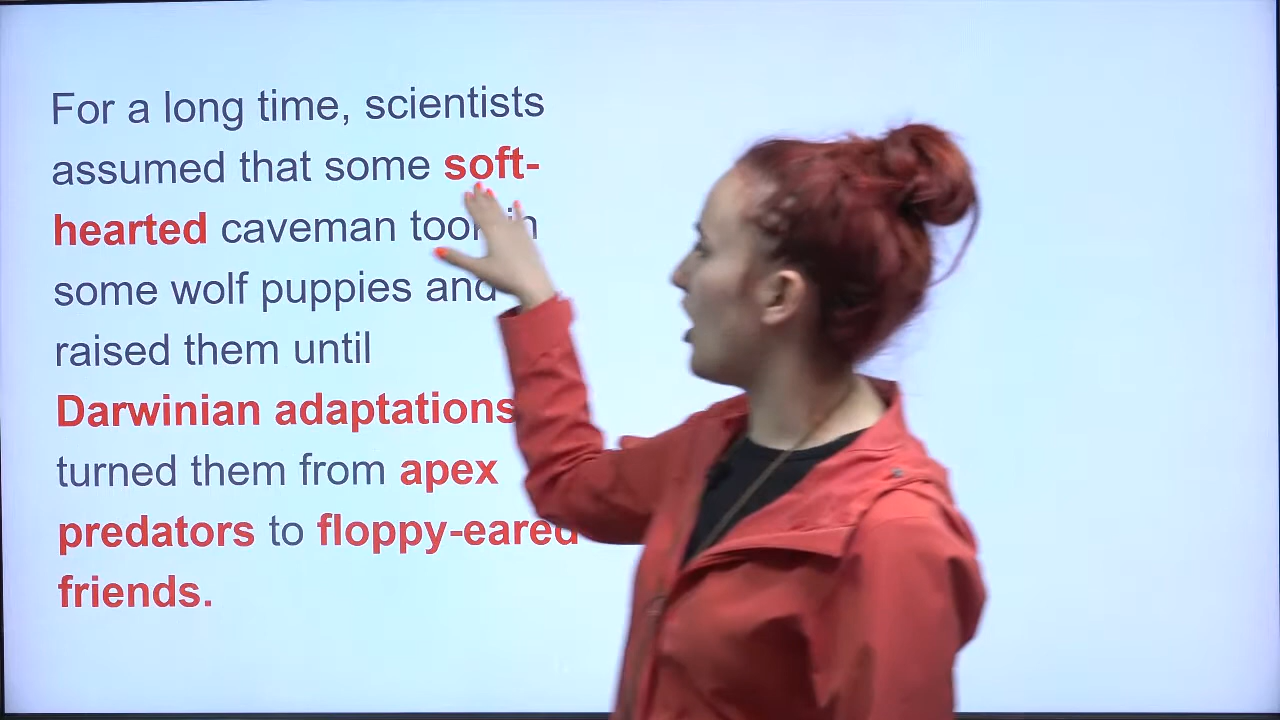 For a long time, scientists
assumed that some soft-
hearted caveman took in
some wolf puppies and
raised them until
Darwinian adaptations
turned them from apex
predators to floppy-eared
friends.